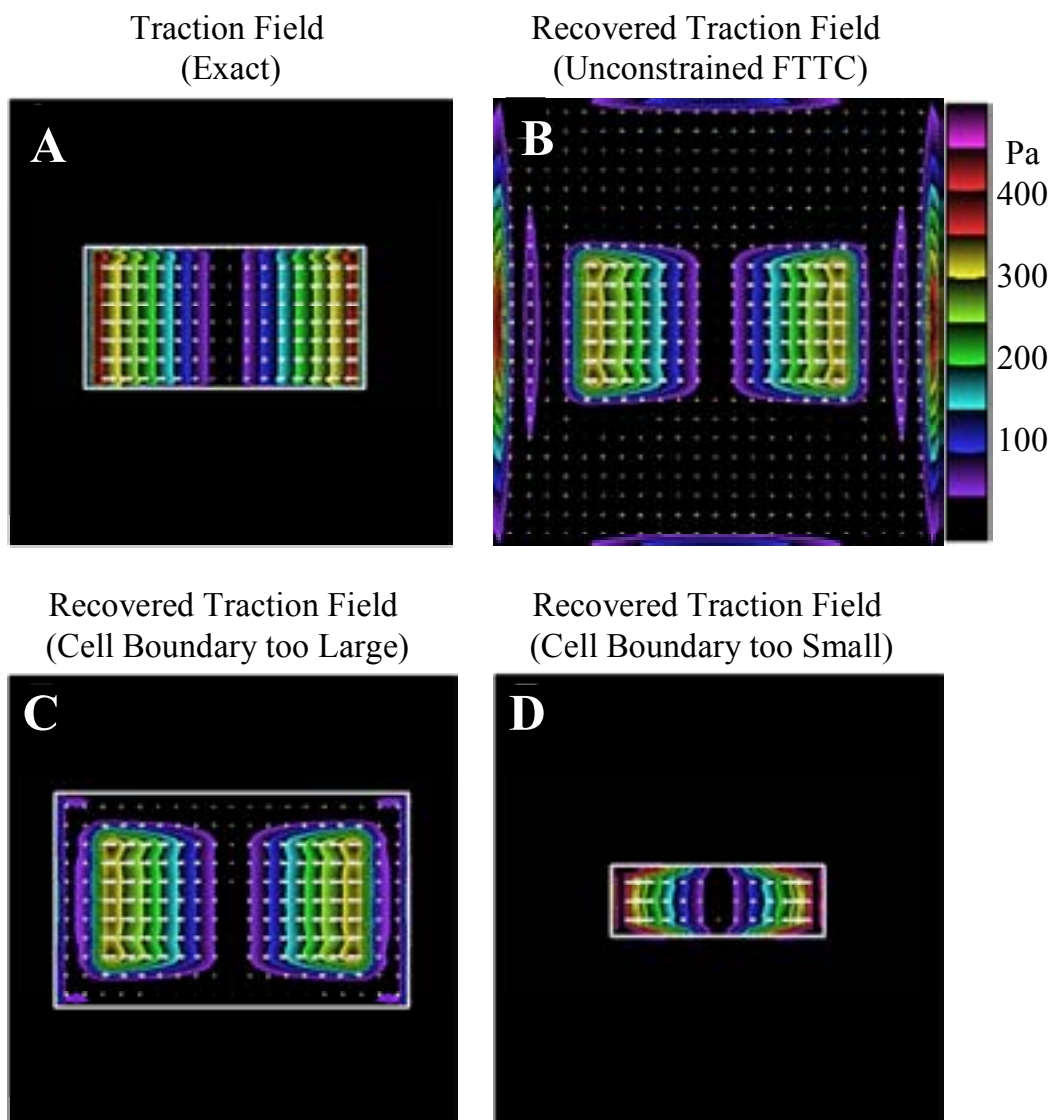 Traction Field
(Exact)
Recovered Traction Field
(Unconstrained FTTC)
A
B
Pa
400
300
200
100
Recovered Traction Field
(Cell Boundary too Large)
Recovered Traction Field
(Cell Boundary too Small)
C
D